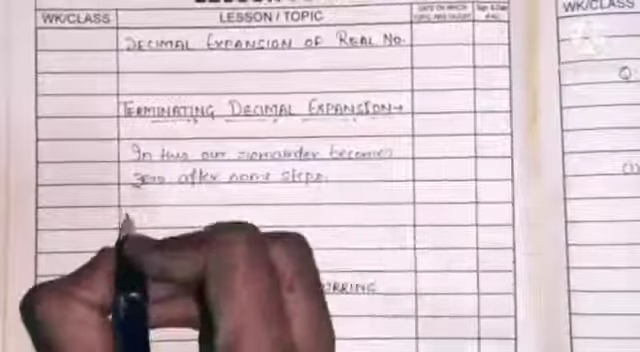 WK/CLASS LESSON / TOPIC WK/CLASS
DECIMAL EXPANSION OF REAL NO.
Q.
TERMINATING DECIMAL EXPANSION→
In this our remainder becomes
zero after some steps.
(i)
RRING